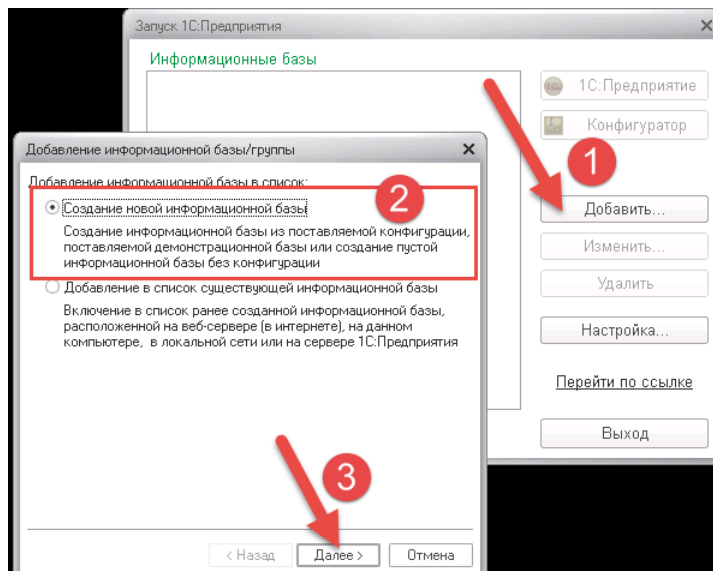 Запуск 1С:Предприятия
Информационные базы
1С:Предприятие
Конфигуратор
1
Добавить...
Изменить...
Удалить
Настройка...
Перейти по ссылке
Выход
Добавление информационной базы/группы
Добавление информационной базы в список:
2
Создание новой информационной базы
Создание информационной базы из поставляемой конфигурации,
поставляемой демонстрационной базы или создание пустой
информационной базы без конфигурации
Добавление в список существующей информационной базы
Включение в список ранее созданной информационной базы,
расположенной на веб-сервере (в интернете), на данном
компьютере, в локальной сети или на сервере 1С:Предприятия
3
< Назад
Далее >
Отмена